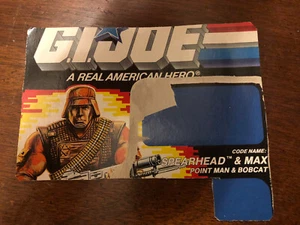 G.I. JOE
A REAL AMERICAN HERO®
CODE NAME:
SPEARHEAD™ & MAX
POINT MAN & BOBCAT